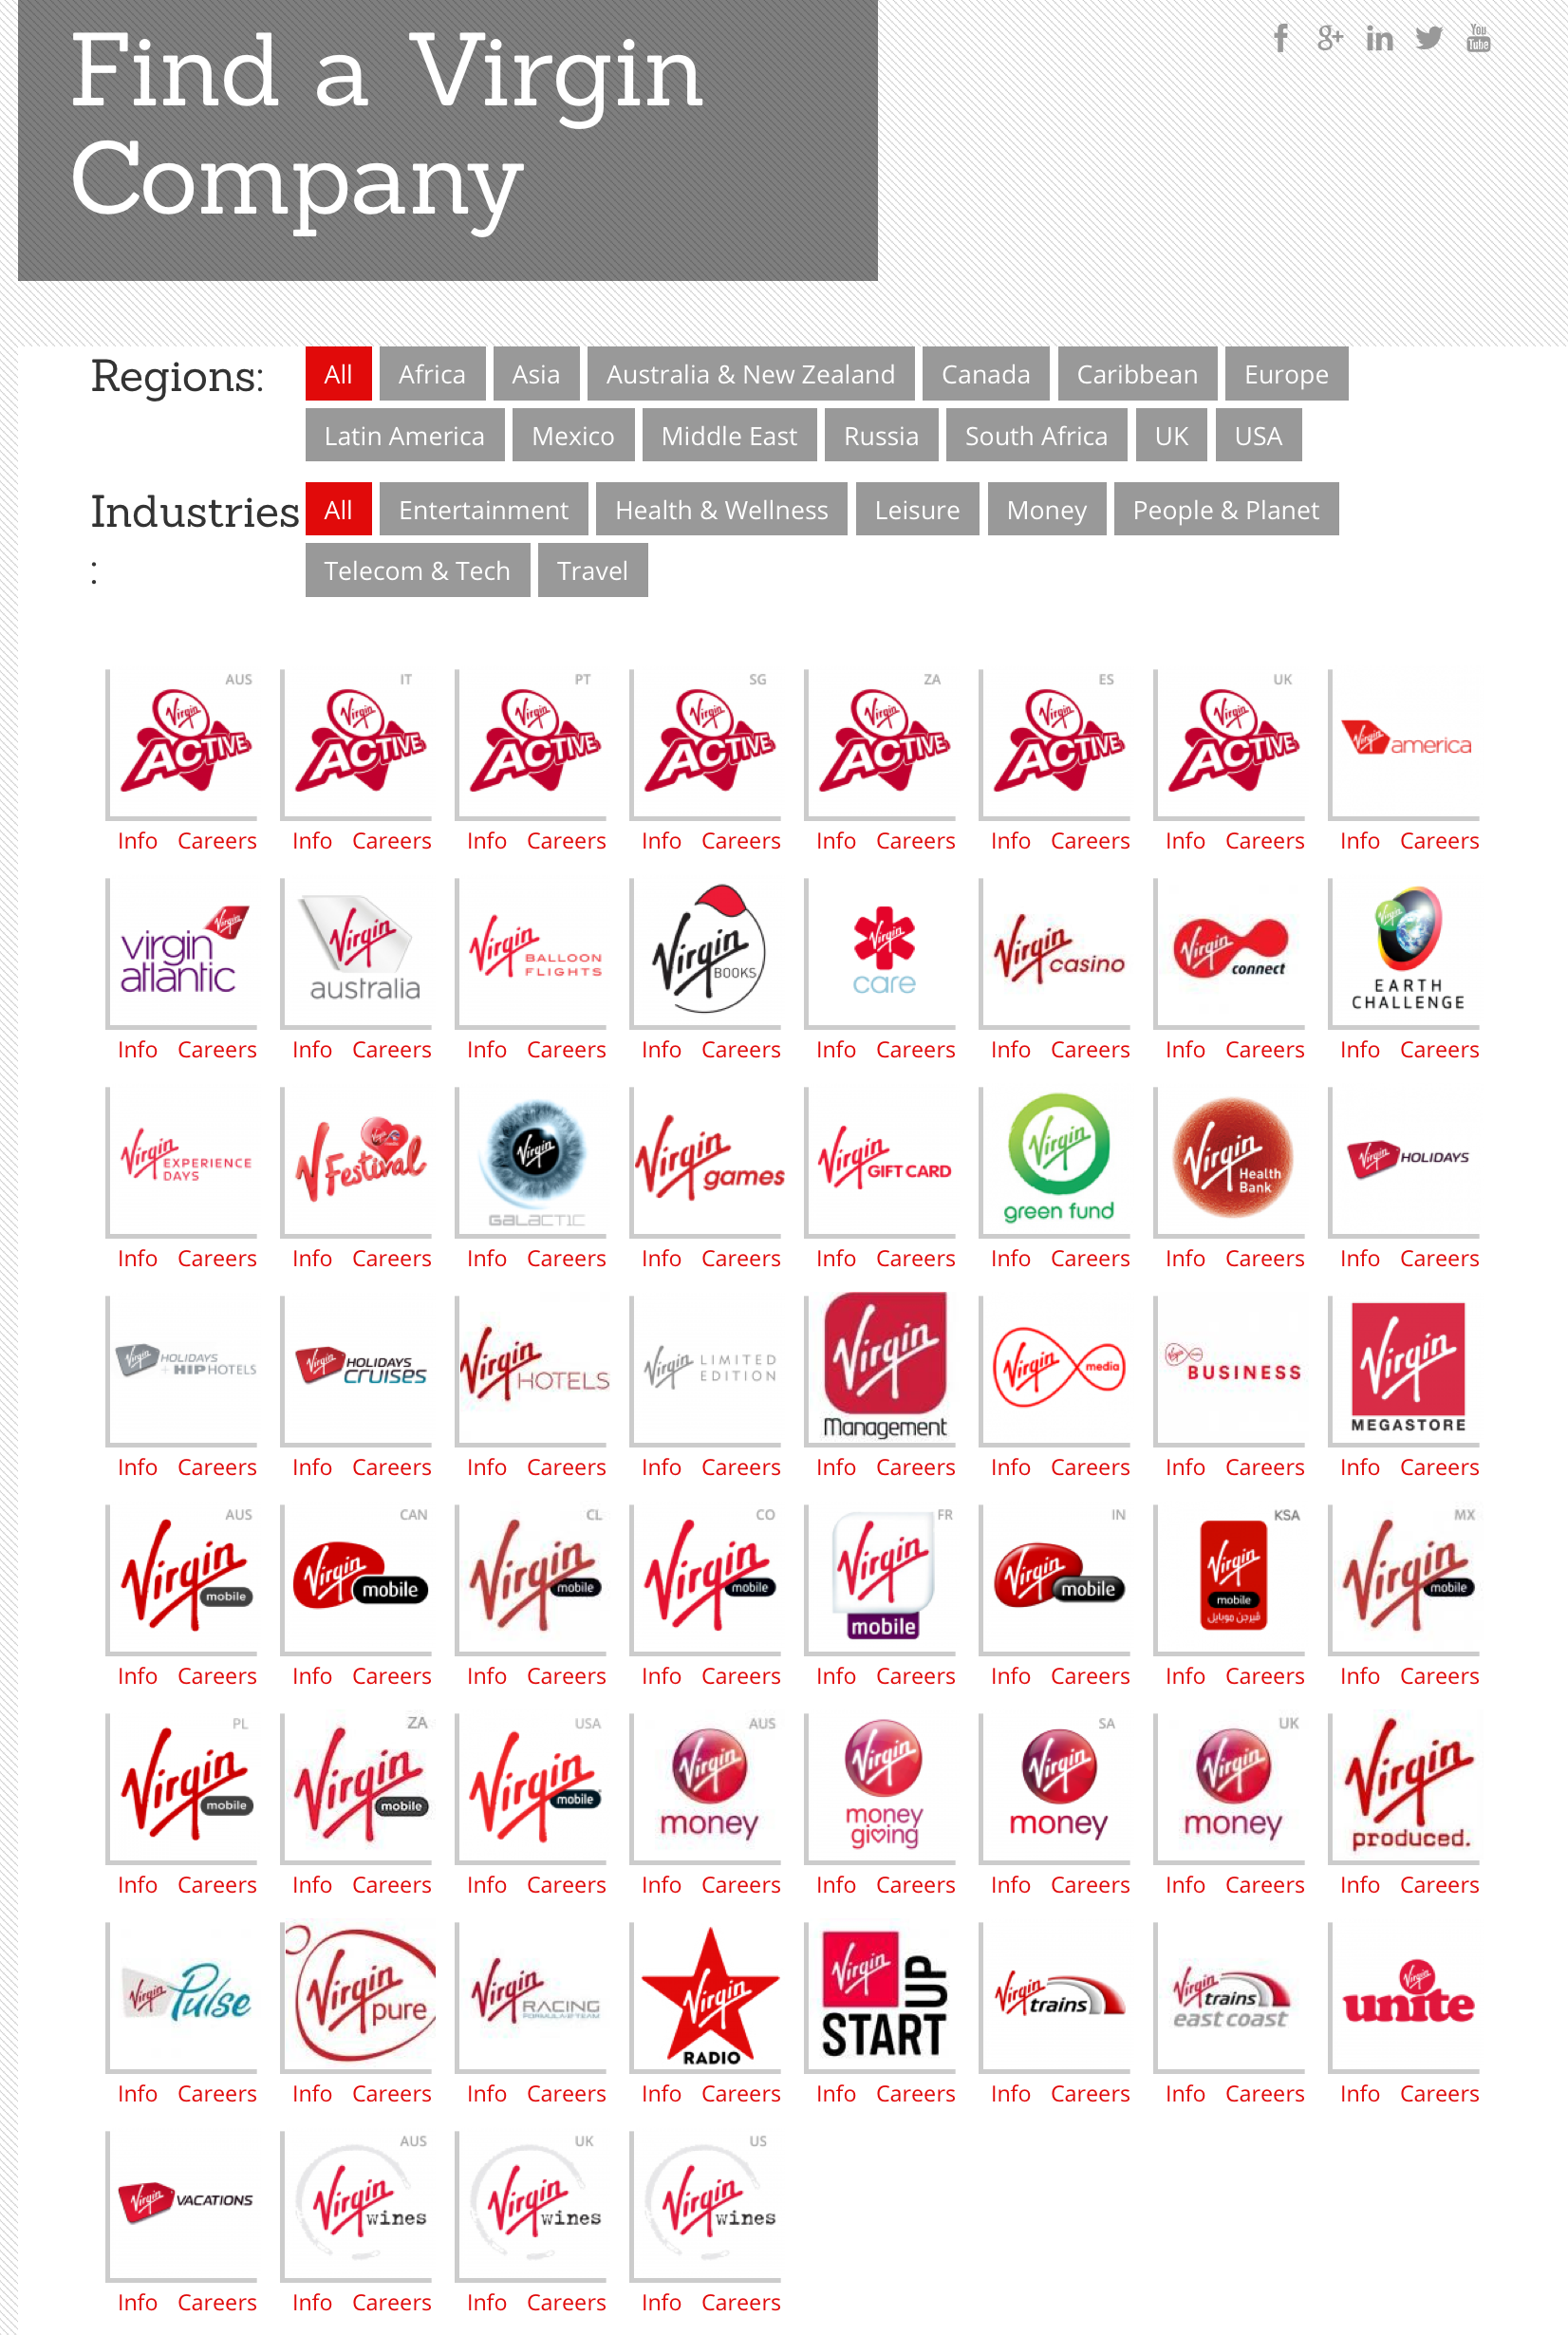 Find a Virgin
Company
You
Tube
Regions:
All Africa Asia Australia & New Zealand Canada Caribbean Europe
Latin America Mexico Middle East Russia South Africa UK USA
Industries
:
All Entertainment Health & Wellness Leisure Money People & Planet
Telecom & Tech Travel
AUS IT PT SG ZA ES UK
Virgin ACTIVE Virgin ACTIVE Virgin ACTIVE Virgin ACTIVE Virgin ACTIVE Virgin ACTIVE Virgin ACTIVE Virgin america
Info Careers Info Careers Info Careers Info Careers Info Careers Info Careers Info Careers Info Careers
Virgin virgin atlantic Virgin australia Virgin BALLOON FLIGHTS Virgin BOOKS Virgin care Virgin casino Virgin connect Virgin EARTH CHALLENGE
Info Careers Info Careers Info Careers Info Careers Info Careers Info Careers Info Careers Info Careers
Virgin EXPERIENCE DAYS V Festival Virgin GALACTIC Virgin games Virgin GIFT CARD Virgin green fund Virgin Health Bank Virgin HOLIDAYS
Info Careers Info Careers Info Careers Info Careers Info Careers Info Careers Info Careers Info Careers
Virgin HOLIDAYS + HIP HOTELS Virgin HOLIDAYS CRUISES Virgin HOTELS Virgin LIMITED EDITION Virgin Management Virgin media Virgin media BUSINESS Virgin MEGASTORE
Info Careers Info Careers Info Careers Info Careers Info Careers Info Careers Info Careers Info Careers
AUS CAN CL CO FR IN KSA MX
Virgin mobile Virgin mobile Virgin mobile Virgin mobile Virgin mobile Virgin mobile Virgin mobile فيرجن موبايل Virgin mobile
Info Careers Info Careers Info Careers Info Careers Info Careers Info Careers Info Careers Info Careers
PL ZA USA AUS SA UK
Virgin mobile Virgin mobile Virgin mobile Virgin money Virgin money giving Virgin money Virgin money Virgin produced.
Info Careers Info Careers Info Careers Info Careers Info Careers Info Careers Info Careers Info Careers
Virgin Pulse Virgin pure Virgin RACING FORMULA-E TEAM Virgin RADIO Virgin START UP Virgin trains Virgin trains east coast Virgin unite
Info Careers Info Careers Info Careers Info Careers Info Careers Info Careers Info Careers Info Careers
AUS UK US
Virgin VACATIONS Virgin wines Virgin wines Virgin wines
Info Careers Info Careers Info Careers Info Careers